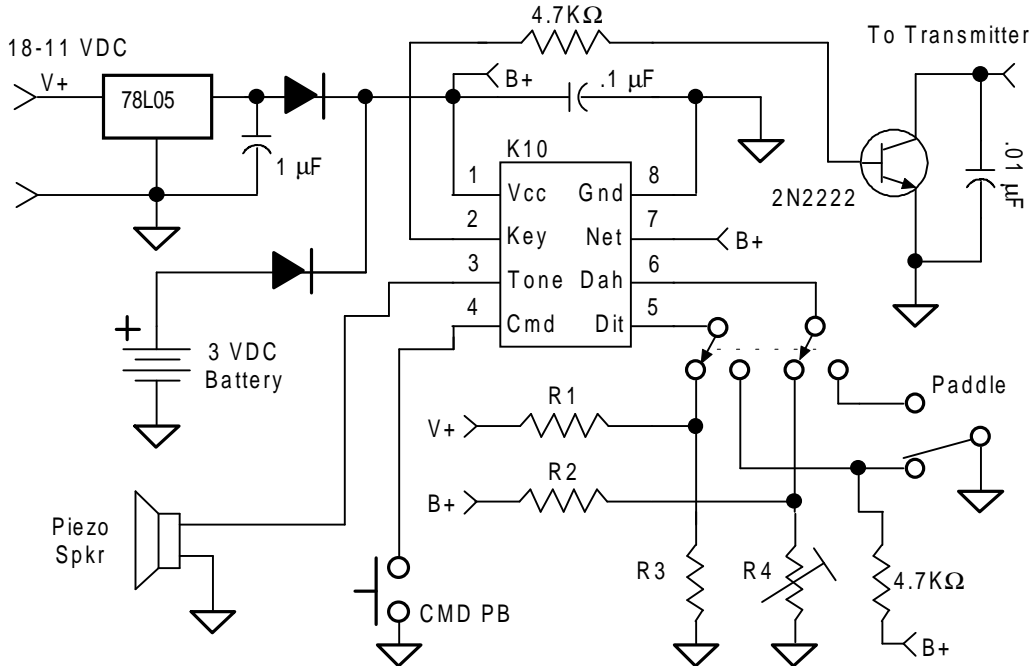 4.7KΩ
18-11 VDC
To Transmitter
V+
78L05
B+
.1 µF
1 µF
K10
.01 µF
2N2222
1
Vcc
Gnd
8
2
Key
Net
7
B+
3
Tone
Dah
6
4
Cmd
Dit
5
+
3 VDC
Battery
Paddle
R1
V+
R2
B+
Piezo
Spkr
R3
R4
4.7KΩ
CMD PB
B+